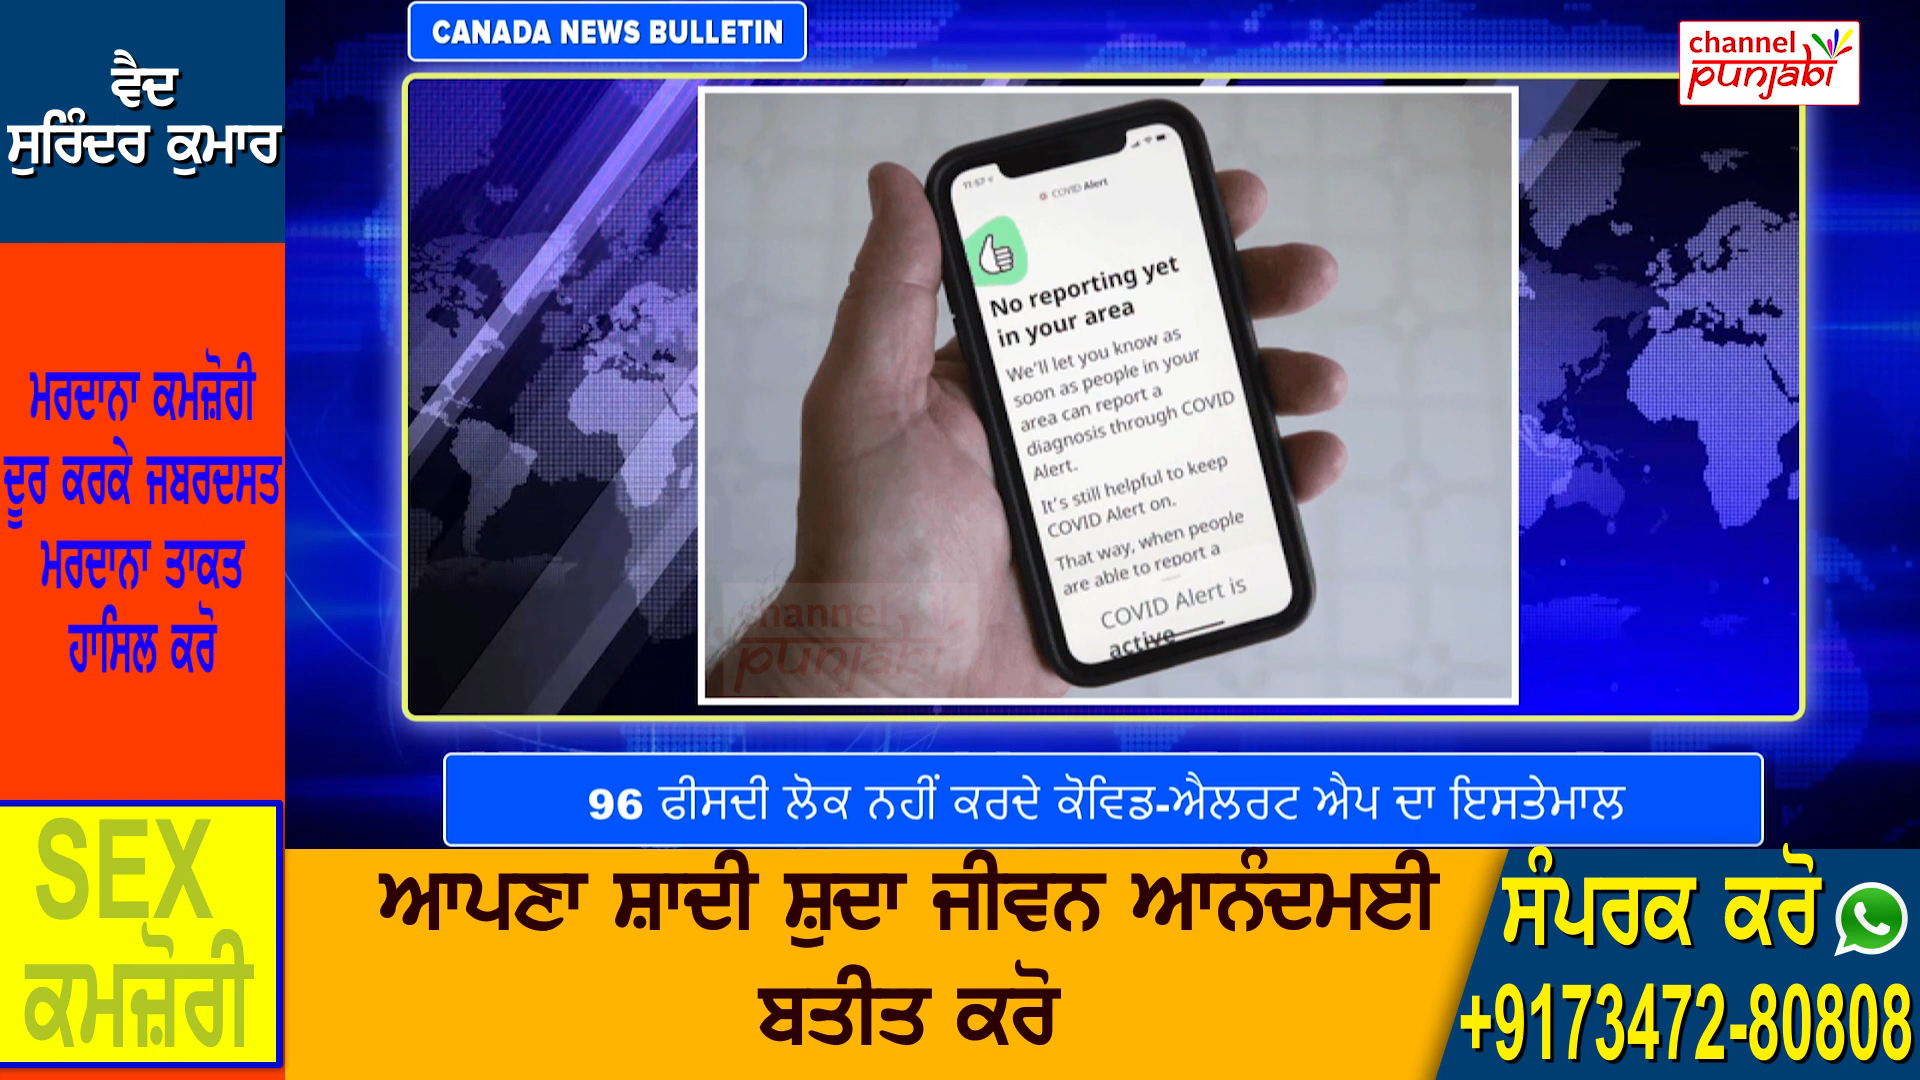 CANADA NEWS BULLETIN
channel
punjabi
ਵੈਦ
ਸੁਰਿੰਦਰ ਕੁਮਾਰ
ਮਰਦਾਨਾ ਕਮਜ਼ੋਰੀ
ਦੂਰ ਕਰਕੇ ਜਬਰਦਸਤ
ਮਰਦਾਨਾ ਤਾਕਤ
ਹਾਸਿਲ ਕਰੋ
SEX
ਕਮਜ਼ੋਰੀ
11:57
COVID Alert
No reporting yet
in your area
We'll let you know as
soon as people in your
area can report a
diagnosis through COVID
Alert.
It's still helpful to keep
COVID Alert on.
That way, when people
are able to report a
COVID Alert is
active
channel
punjabi
96 ਫੀਸਦੀ ਲੋਕ ਨਹੀਂ ਕਰਦੇ ਕੋਵਿਡ-ਐਲਰਟ ਐਪ ਦਾ ਇਸਤੇਮਾਲ
ਆਪਣਾ ਸ਼ਾਦੀ ਸ਼ੁਦਾ ਜੀਵਨ ਆਨੰਦਮਈ
ਬਤੀਤ ਕਰੋ
ਸੰਪਰਕ ਕਰੋ
+9173472-80808